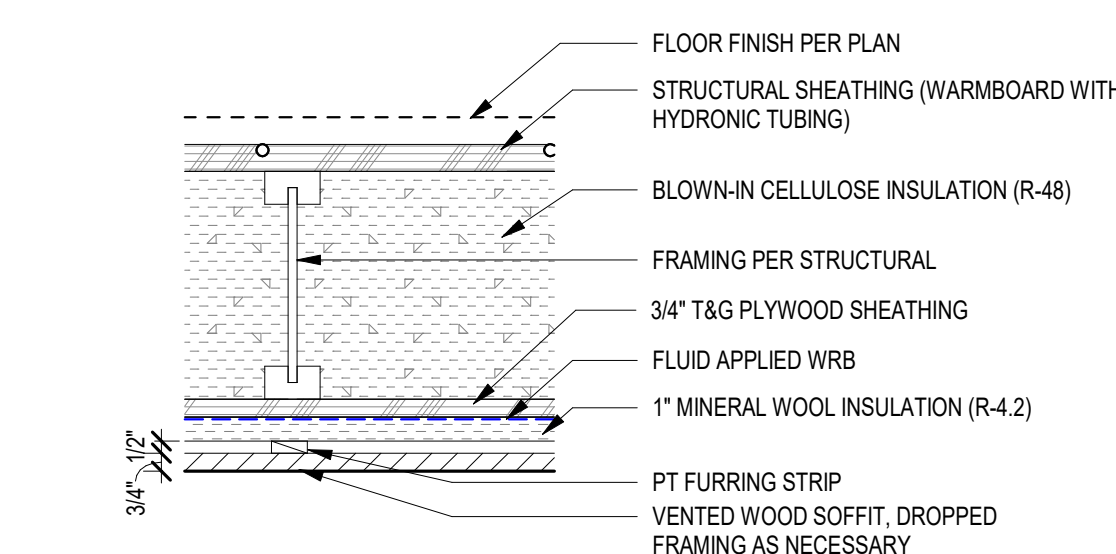 FLOOR FINISH PER PLAN
STRUCTURAL SHEATHING (WARMBOARD WITH
HYDRONIC TUBING)
BLOWN-IN CELLULOSE INSULATION (R-48)
FRAMING PER STRUCTURAL
3/4" T&G PLYWOOD SHEATHING
FLUID APPLIED WRB
1" MINERAL WOOL INSULATION (R-4.2)
1/2"
3/4"
PT FURRING STRIP
VENTED WOOD SOFFIT, DROPPED
FRAMING AS NECESSARY